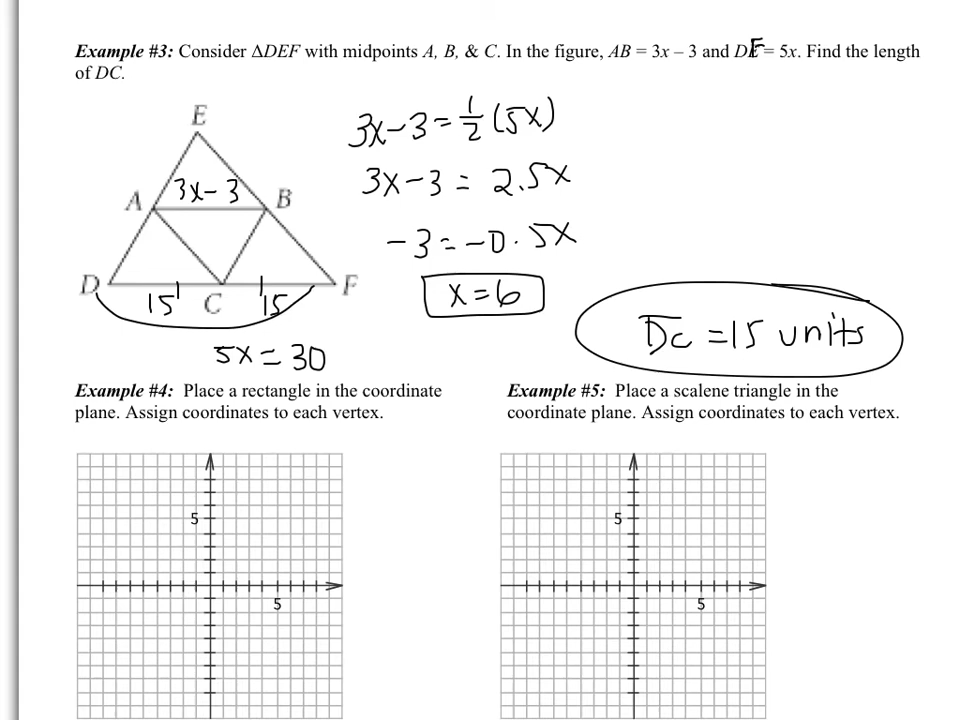 Example #3: Consider ΔDEF with midpoints A, B, & C. In the figure, AB = 3x – 3 and DF = 5x. Find the length
of DC.
E
3x-3=½(5x)
A 3x-3 B
3x-3 = 2.5x
-3=-0.5x
D 15 C 15 F
x=6
DC =15 units
5x=30
Example #4: Place a rectangle in the coordinate
plane. Assign coordinates to each vertex.
Example #5: Place a scalene triangle in the
coordinate plane. Assign coordinates to each vertex.
5
5
5
5